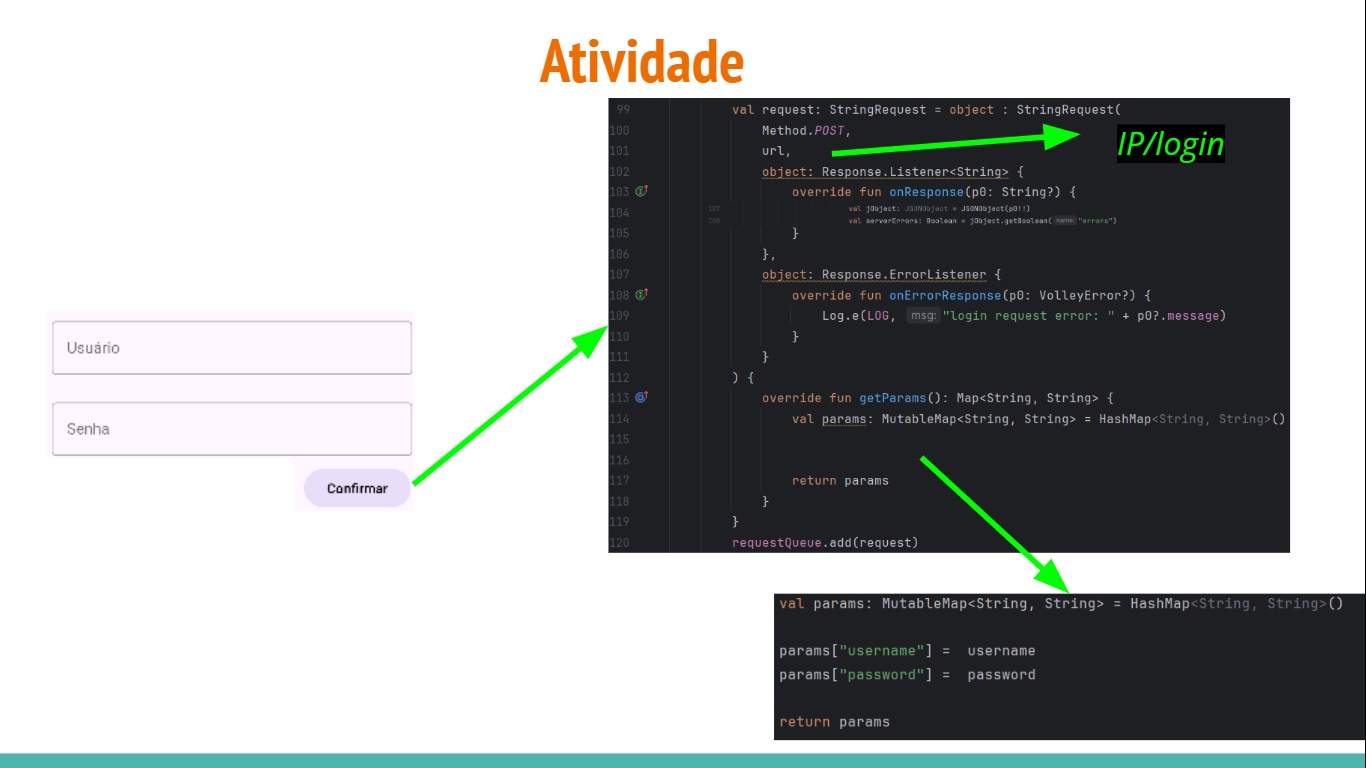 Atividade
Usuário
Senha
Confirmar
99 val request: StringRequest = object : StringRequest(
100 Method.POST,
101 url,
IP/login
102 object: Response.Listener<String> {
103 override fun onResponse(p0: String?) {
104
107 val jObject: JSONObject = JSONObject(p0!!)
108 val serverErrors: Boolean = jObject.getBoolean( name: "errors")
105 }
106 },
107 object: Response.ErrorListener {
108 override fun onErrorResponse(p0: VolleyError?) {
109 Log.e(LOG, msg: "login request error: " + p0?.message)
110 }
111 }
112 ) {
113 override fun getParams(): Map<String, String> {
114 val params: MutableMap<String, String> = HashMap<String, String>()
115
116
117 return params
118 }
119 }
120 requestQueue.add(request)
val params: MutableMap<String, String> = HashMap<String, String>()
params["username"] = username
params["password"] = password
return params